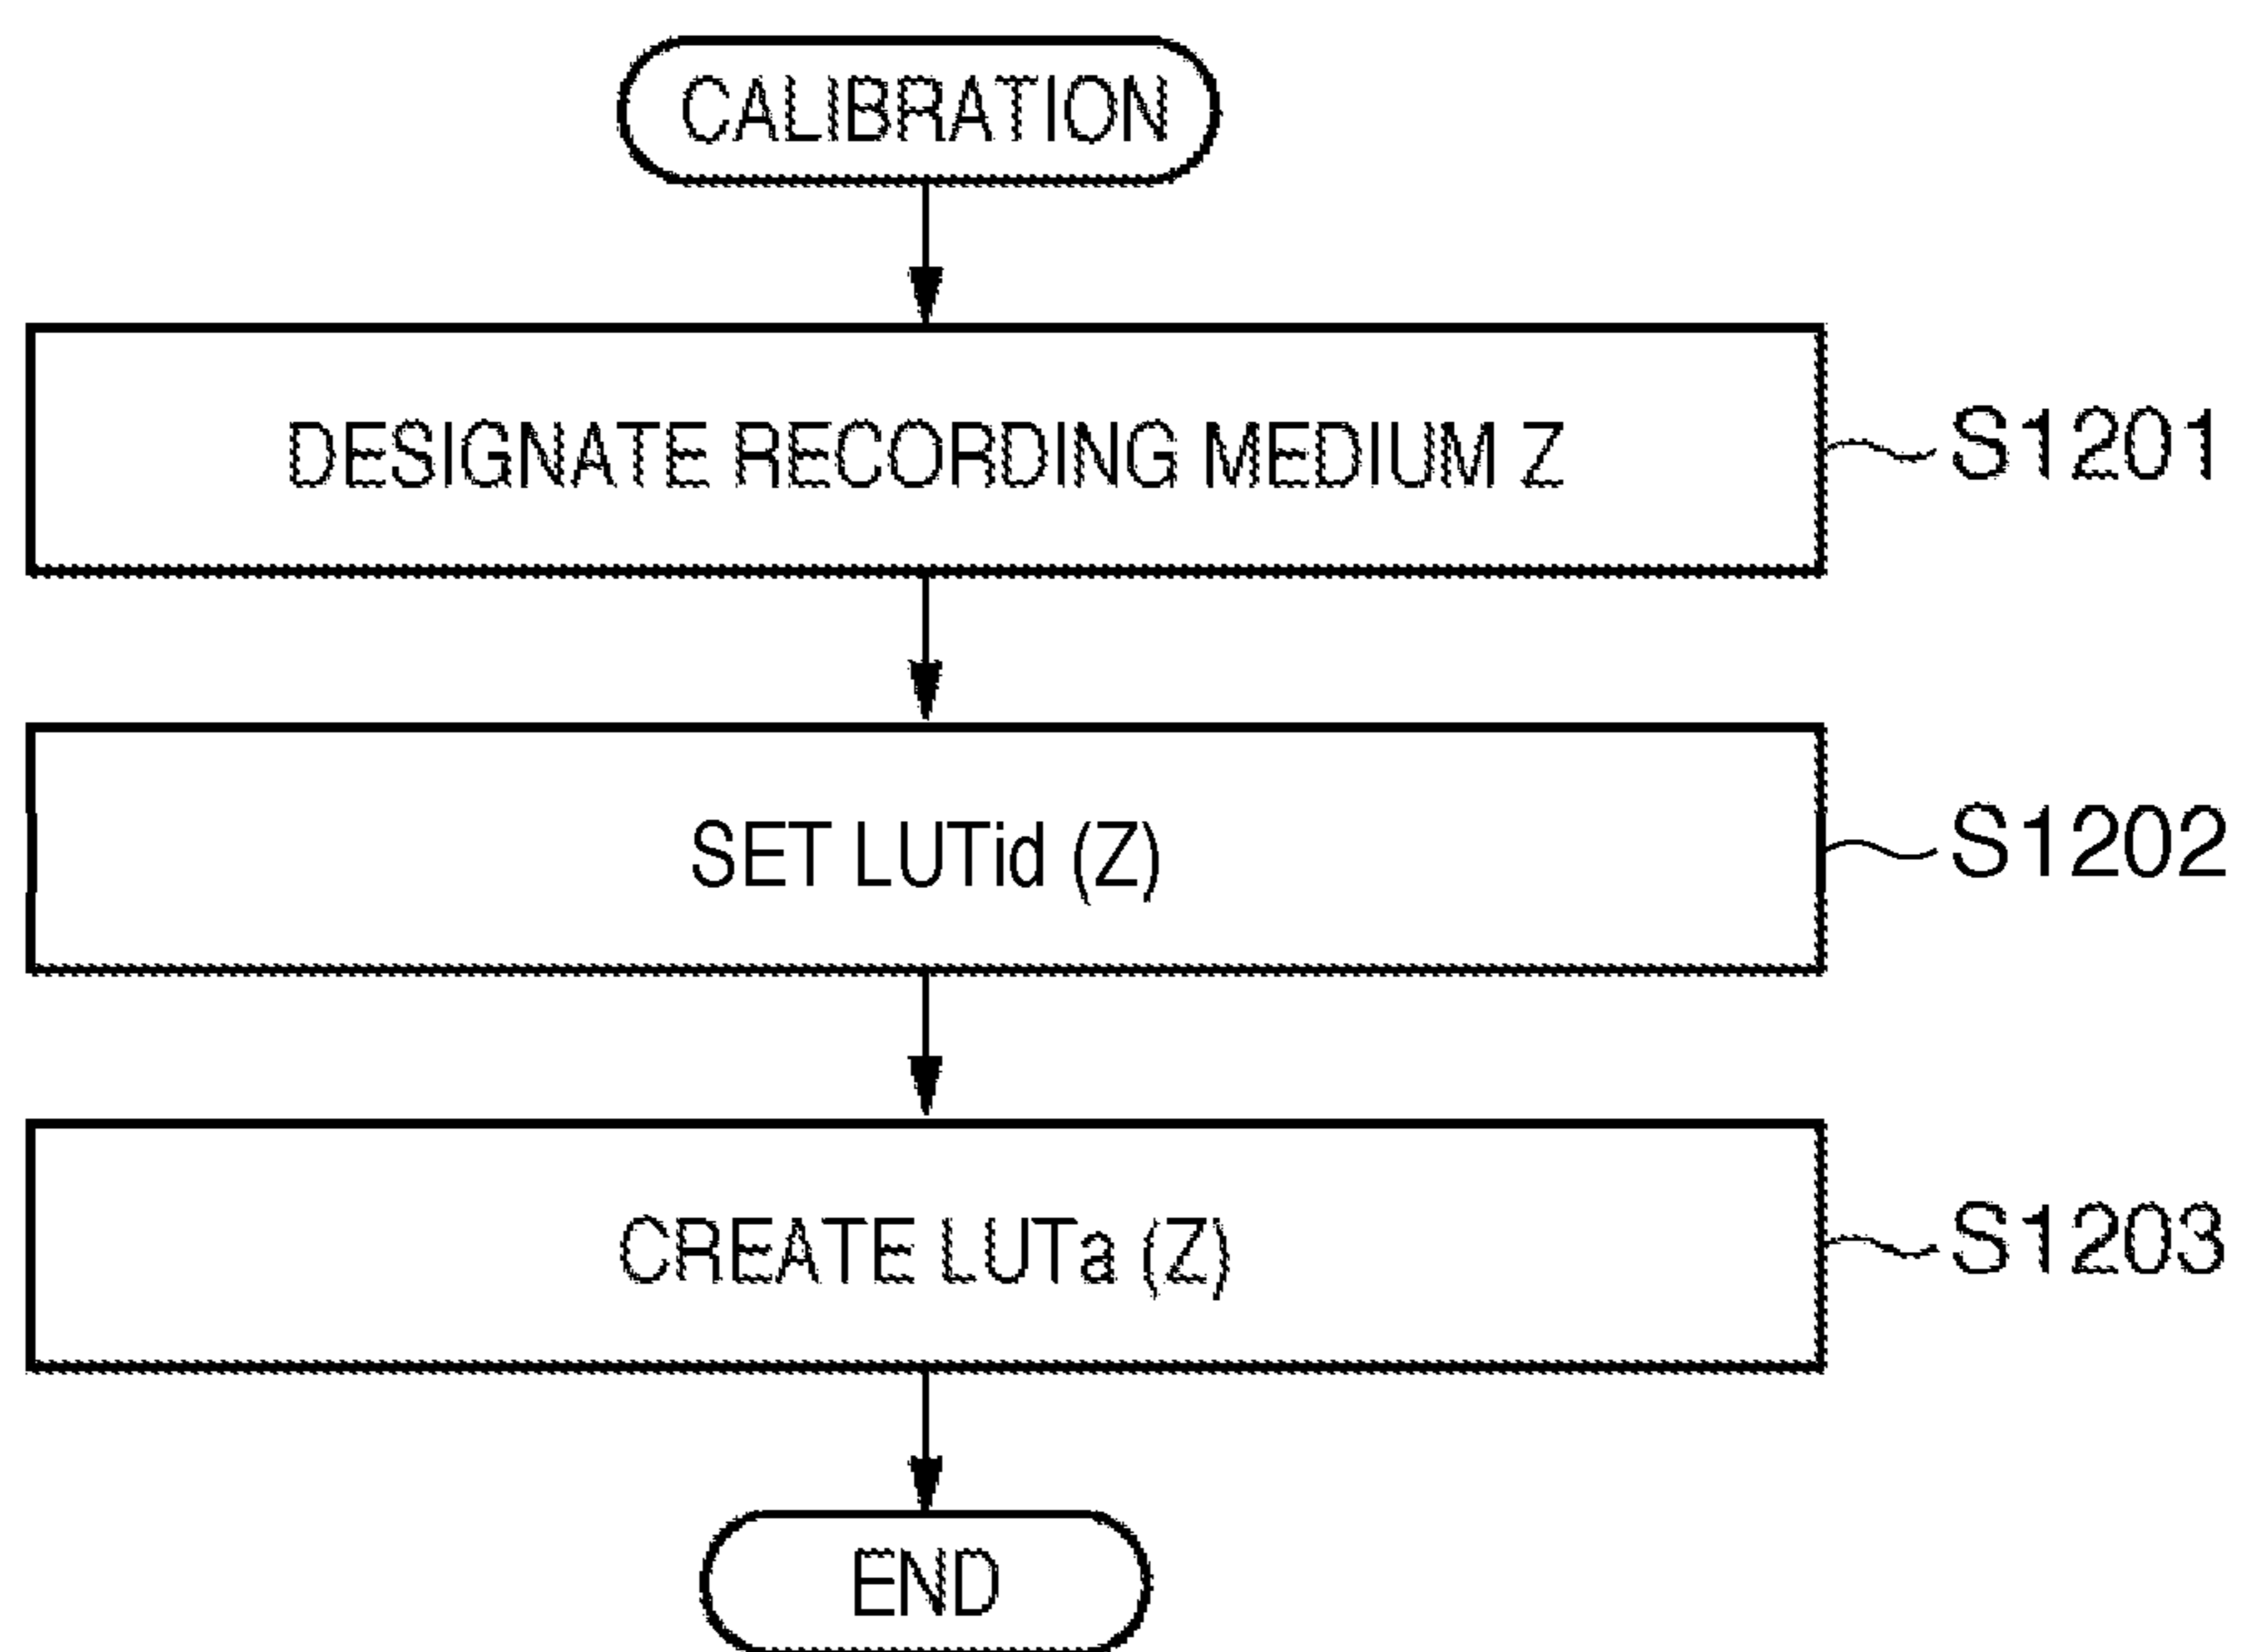 CALIBRATION
DESIGNATE RECORDING MEDIUM Z
S1201
SET LUTid (Z)
S1202
CREATE LUTa (Z)
S1203
END